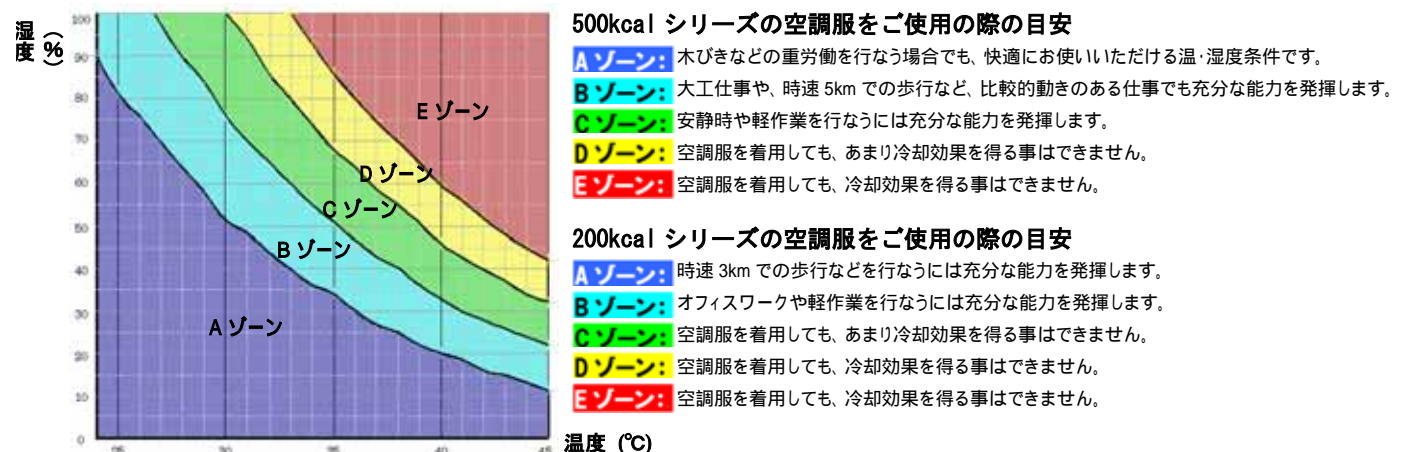 湿度(%)
100
90
80
70
60
50
40
30
20
10
0
25
30
35
40
45
温度 (℃)
Aゾーン
Bゾーン
Cゾーン
Dゾーン
Eゾーン
500kcal シリーズの空調服をご使用の際の目安
Aゾーン: 木びきなどの重労働を行なう場合でも、快適にお使いいただける温・湿度条件です。
Bゾーン: 大工仕事や、時速 5km での歩行など、比較的動きのある仕事でも充分な能力を発揮します。
Cゾーン: 安静時や軽作業を行なうには充分な能力を発揮します。
Dゾーン: 空調服を着用しても、あまり冷却効果を得る事はできません。
Eゾーン: 空調服を着用しても、冷却効果を得る事はできません。
200kcal シリーズの空調服をご使用の際の目安
Aゾーン: 時速 3km での歩行などを行なうには充分な能力を発揮します。
Bゾーン: オフィスワークや軽作業を行なうには充分な能力を発揮します。
Cゾーン: 空調服を着用しても、あまり冷却効果を得る事はできません。
Dゾーン: 空調服を着用しても、冷却効果を得る事はできません。
Eゾーン: 空調服を着用しても、冷却効果を得る事はできません。